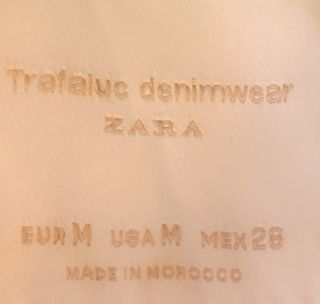 Trafaluc denimwear
ZARA
EUR M USA M MEX 28
MADE IN MOROCCO